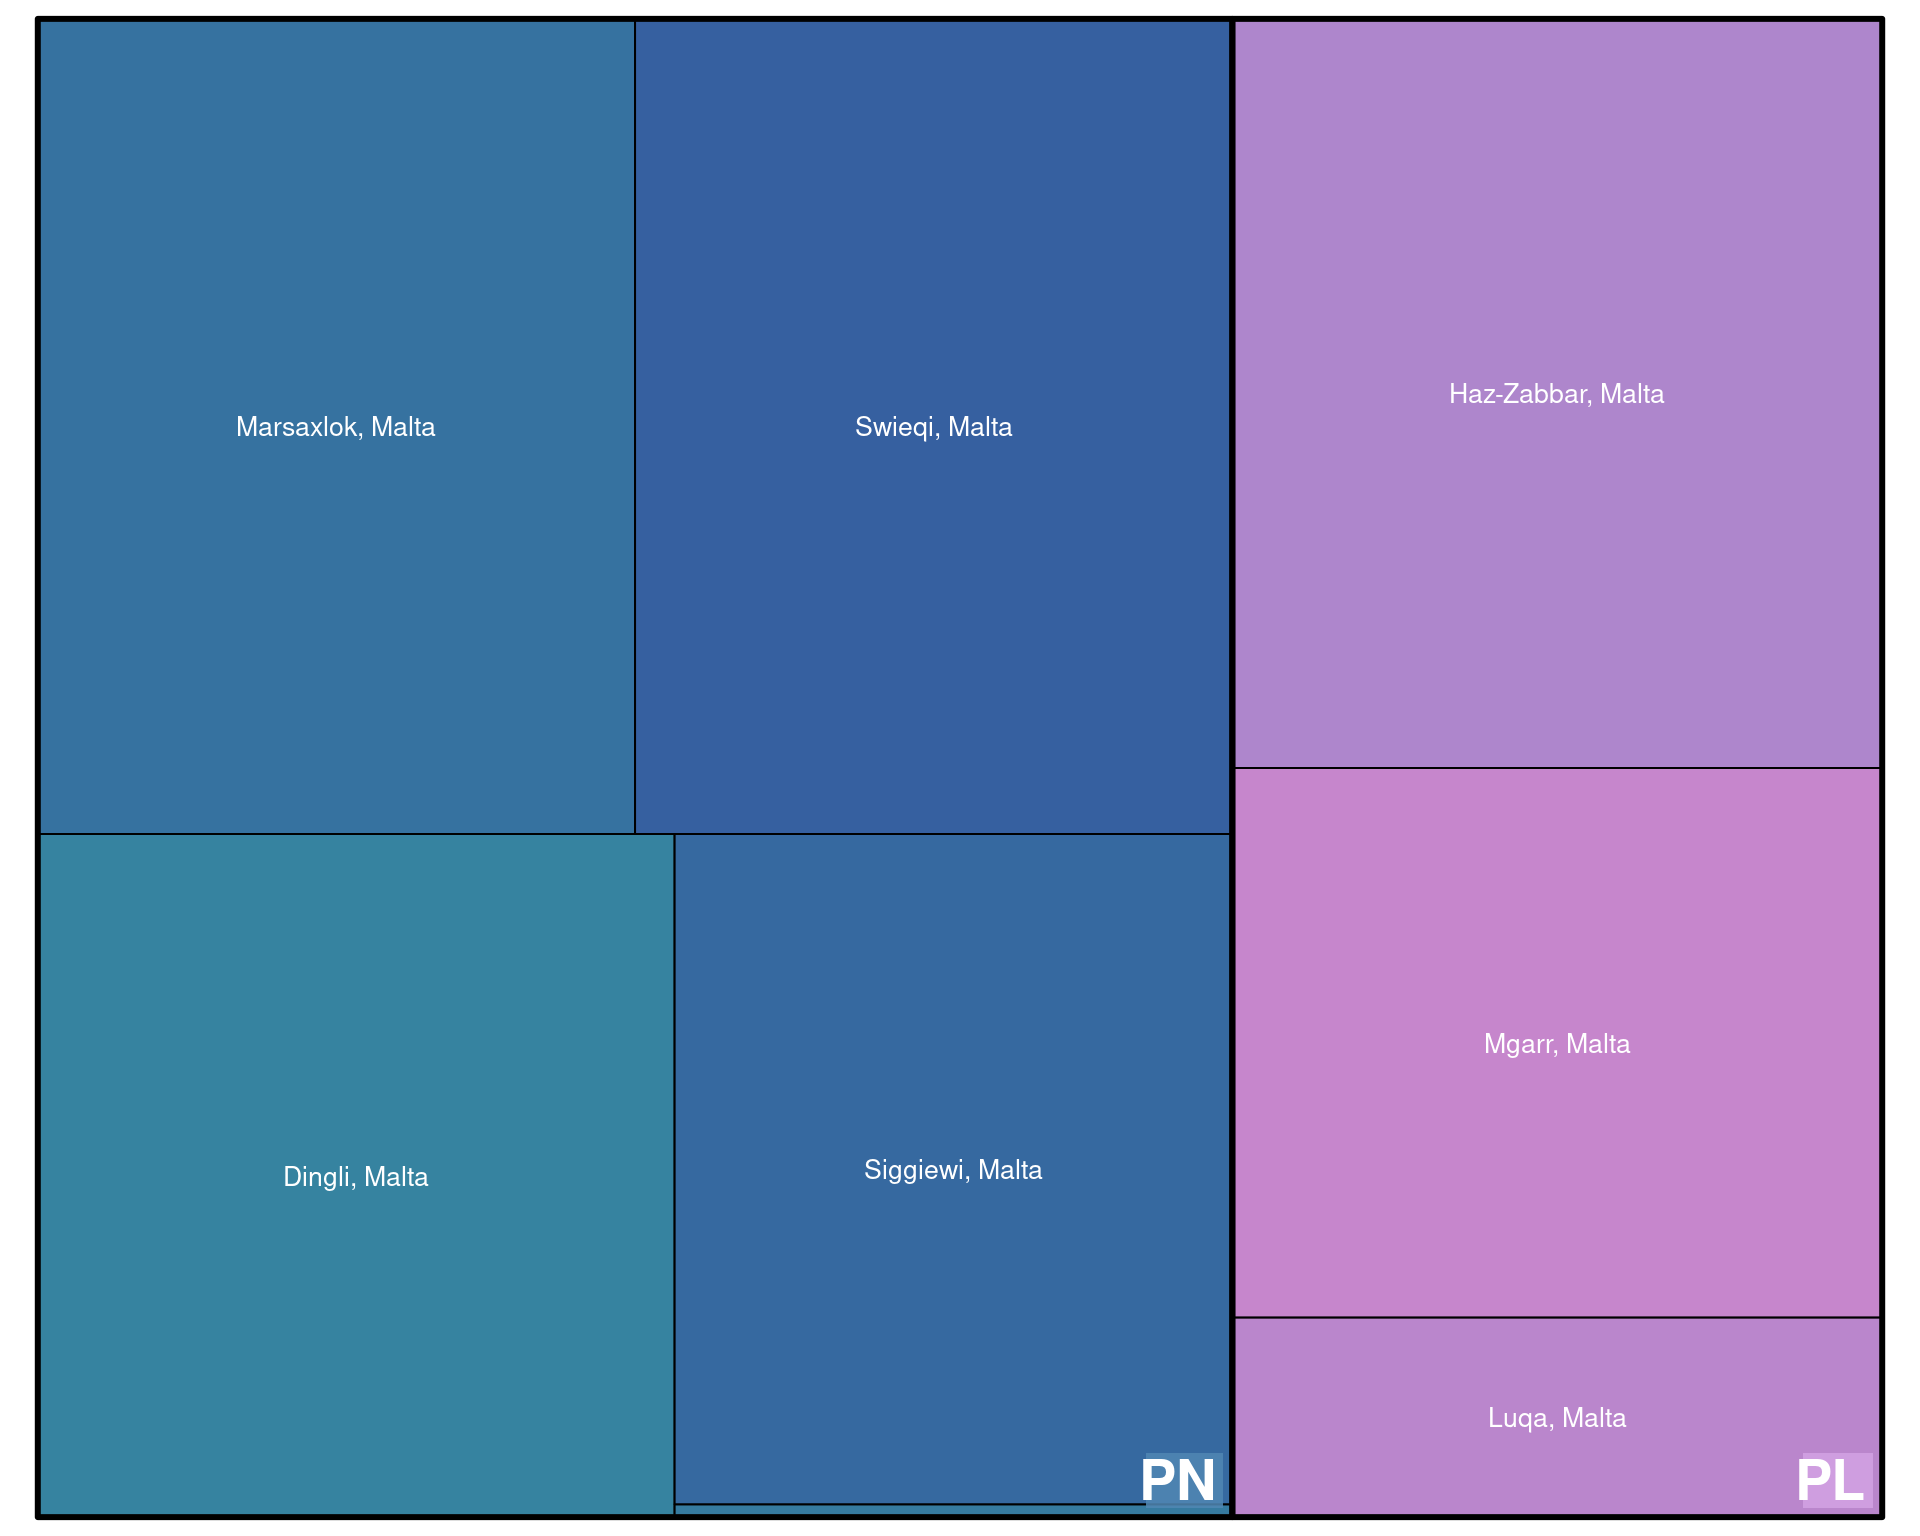 Marsaxlok, Malta
Swieqi, Malta
Haz-Zabbar, Malta
Mgarr, Malta
Dingli, Malta
Siggiewi, Malta
Luqa, Malta
PN
PL